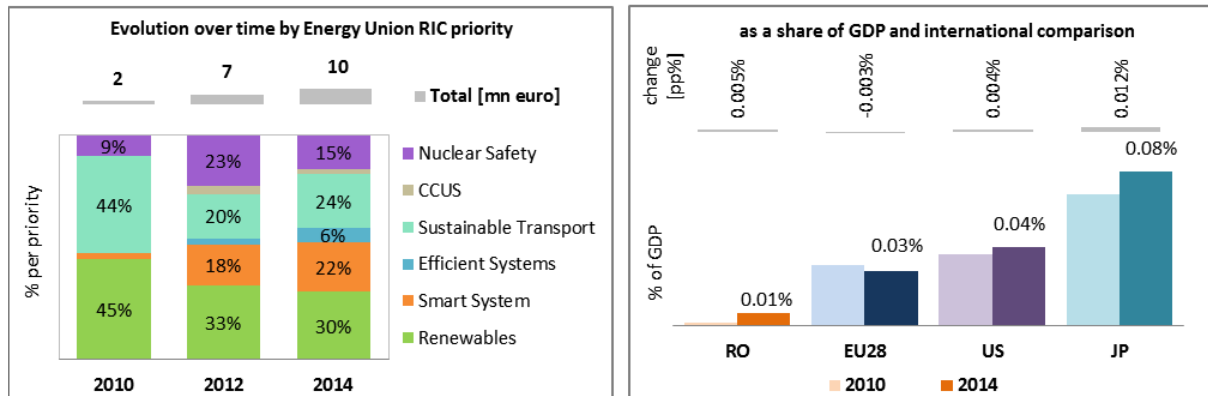 Evolution over time by Energy Union RIC priority
2 7 10
Total [mn euro]
% per priority
9% 23% 15%
44% 20% 24%
6%
18% 22%
45% 33% 30%
Nuclear Safety
CCUS
Sustainable Transport
Efficient Systems
Smart System
Renewables
2010 2012 2014
as a share of GDP and international comparison
change
[pp%]
0.005% -0.003% 0.004% 0.012%
% of GDP
0.01% 0.03% 0.04% 0.08%
RO EU28 US JP
2010 2014